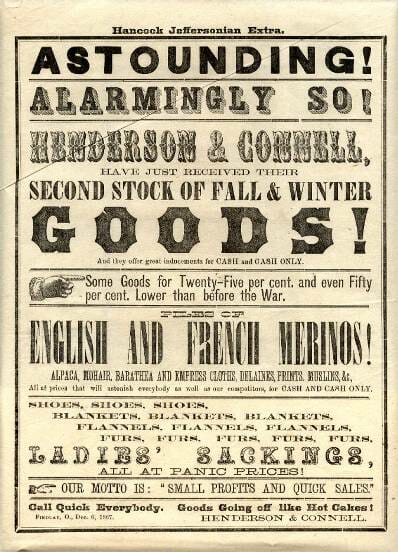 Hancock Jeffersonian Extra.
ASTOUNDING!
ALARMINGLY SO!
HENDERSON & CONNELL,
HAVE JUST RECEIVED THEIR
SECOND STOCK OF FALL & WINTER
GOODS!
And they offer great inducements for CASH and CASH ONLY.
Some Goods for Twenty-Five per cent. and even Fifty
per cent. Lower than before the War.
PILES OF
ENGLISH AND FRENCH MERINOS!
ALPACA, MOHAIR, BARATHEA AND EMPRESS CLOTHS, DELAINES, PRINTS, MUSLINS, &c,
All at prices that will astonish everybody as well as our competitors, for CASH AND CASH ONLY.
SHOES, SHOES, SHOES,
BLANKETS, BLANKETS, BLANKETS,
FLANNELS, FLANNELS, FLANNELS,
FURS, FURS, FURS, FURS, FURS,
LADIES' SACKINGS,
ALL AT PANIC PRICES!
OUR MOTTO IS: "SMALL PROFITS AND QUICK SALES."
Call Quick Everybody. Goods Going off like Hot Cakes!
FINDLAY, O., Dec. 6, 1867. HENDERSON & CONNELL.